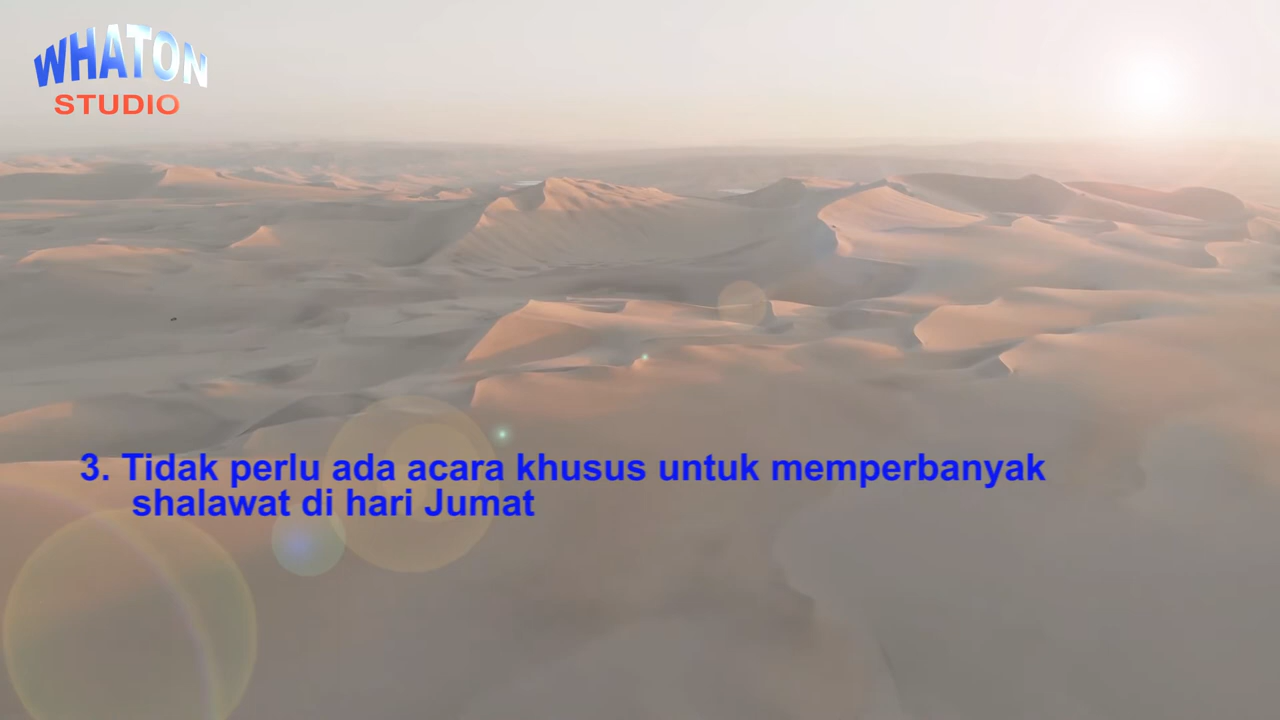 WHATON
STUDIO
3. Tidak perlu ada acara khusus untuk memperbanyak
shalawat di hari Jumat